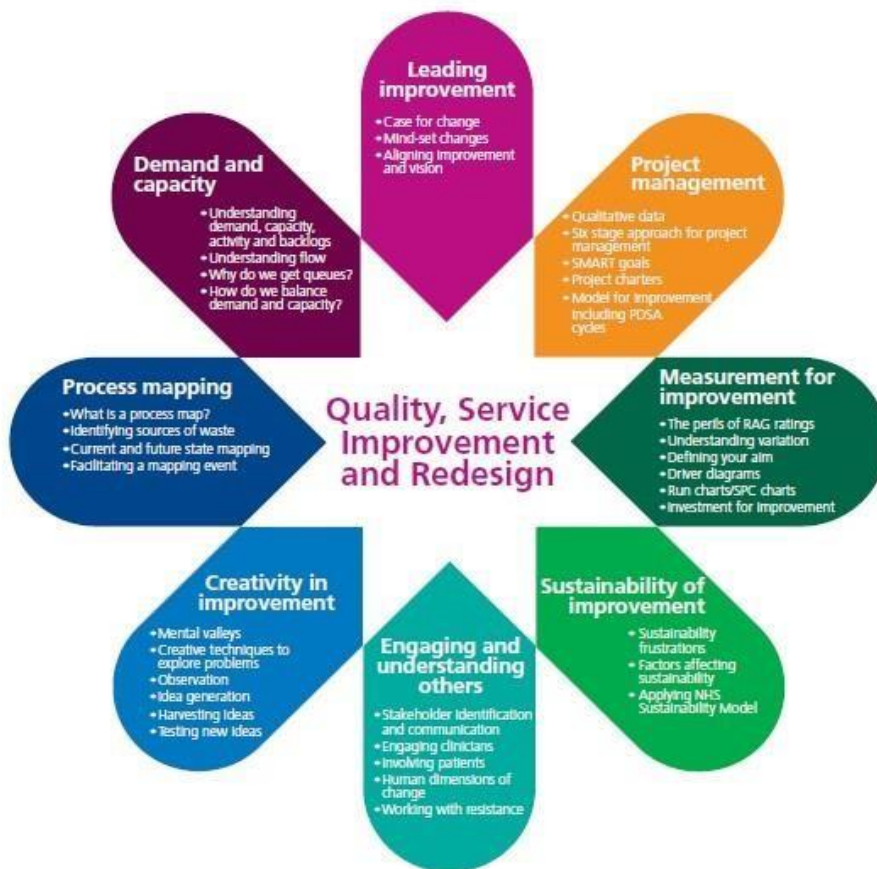 Leading
improvement
Case for change
Mind-set changes
Aligning improvement
and vision
Project
management
Qualitative data
Six stage approach for project
management
SMART goals
Project charters
Model for improvement
including PDSA
cycles
Measurement for
improvement
The perils of RAG ratings
Understanding variation
Defining your aim
Driver diagrams
Run charts/SPC charts
Investment for improvement
Sustainability of
improvement
Sustainability
frustrations
Factors affecting
sustainability
Applying NHS
Sustainability Model
Engaging and
understanding
others
Stakeholder identification
and communication
Engaging clinicians
Involving patients
Human dimensions of
change
Working with resistance
Creativity in
improvement
Mental valleys
Creative techniques to
explore problems
Observation
Idea generation
Harvesting ideas
Testing new ideas
Process mapping
What is a process map?
Identifying sources of waste
Current and future state mapping
Facilitating a mapping event
Demand and
capacity
Understanding
demand, capacity,
activity and backlogs
Understanding flow
Why do we get queues?
How do we balance
demand and capacity?
Quality, Service
Improvement
and Redesign